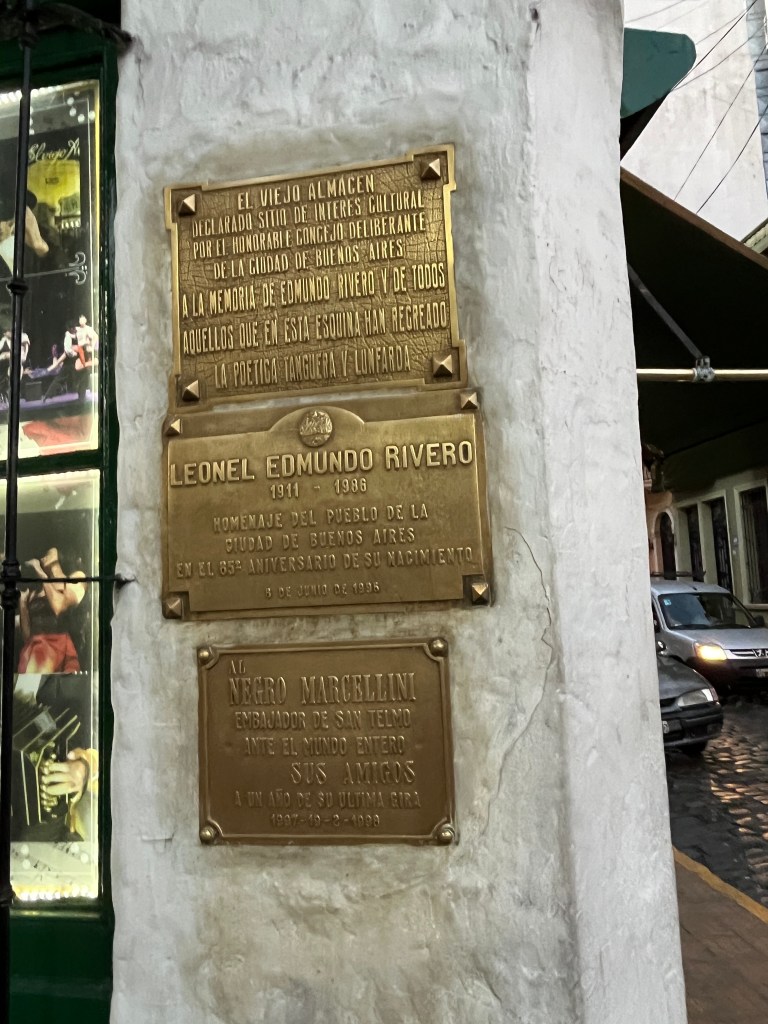 EL VIEJO ALMACEN
DECLARADO SITIO DE INTERES CULTURAL
POR EL HONORABLE CONCEJO DELIBERANTE
DE LA CIUDAD DE BUENOS AIRES
A LA MEMORIA DE EDMUNDO RIVERO Y DE TODOS
AQUELLOS QUE EN ESTA ESQUINA HAN RECREADO
LA POETICA TANGUERA Y LUNFARDA
LEONEL EDMUNDO RIVERO
1911 - 1986
HOMENAJE DEL PUEBLO DE LA
CIUDAD DE BUENOS AIRES
EN EL 85º ANIVERSARIO DE SU NACIMIENTO
DE JUNIO DE
AL
NEGRO MARCELLINI
EMBAJADOR DE SAN TELMO
ANTE EL MUNDO ENTERO
SUS AMIGOS
A UN AÑO DE SU ULTIMA GIRA